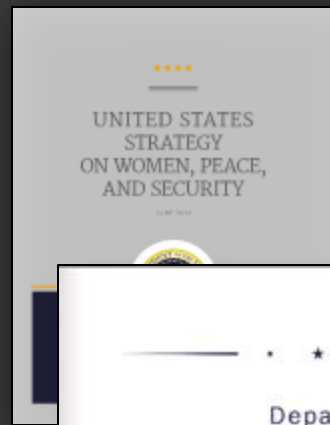 UNITED STATES
STRATEGY
ON WOMEN, PEACE,
AND SECURITY
Depa